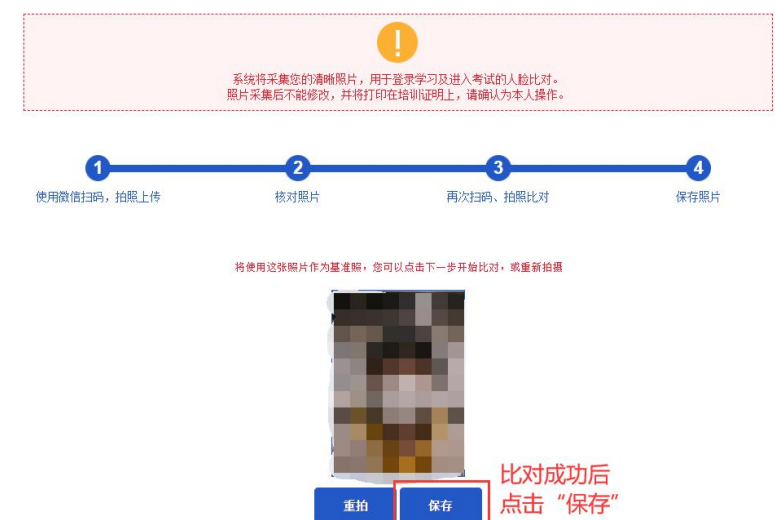 !
系统将采集您的清晰照片，用于登录学习及进入考试的人脸比对。
照片采集后不能修改，并将打印在培训证明上，请确认为本人操作。
1 2 3 4
使用微信扫码，拍照上传 核对照片 再次扫码、拍照比对 保存照片
将使用这张照片作为基准照，您可以点击下一步开始比对，或重新拍摄
重拍 保存
比对成功后
点击“保存”